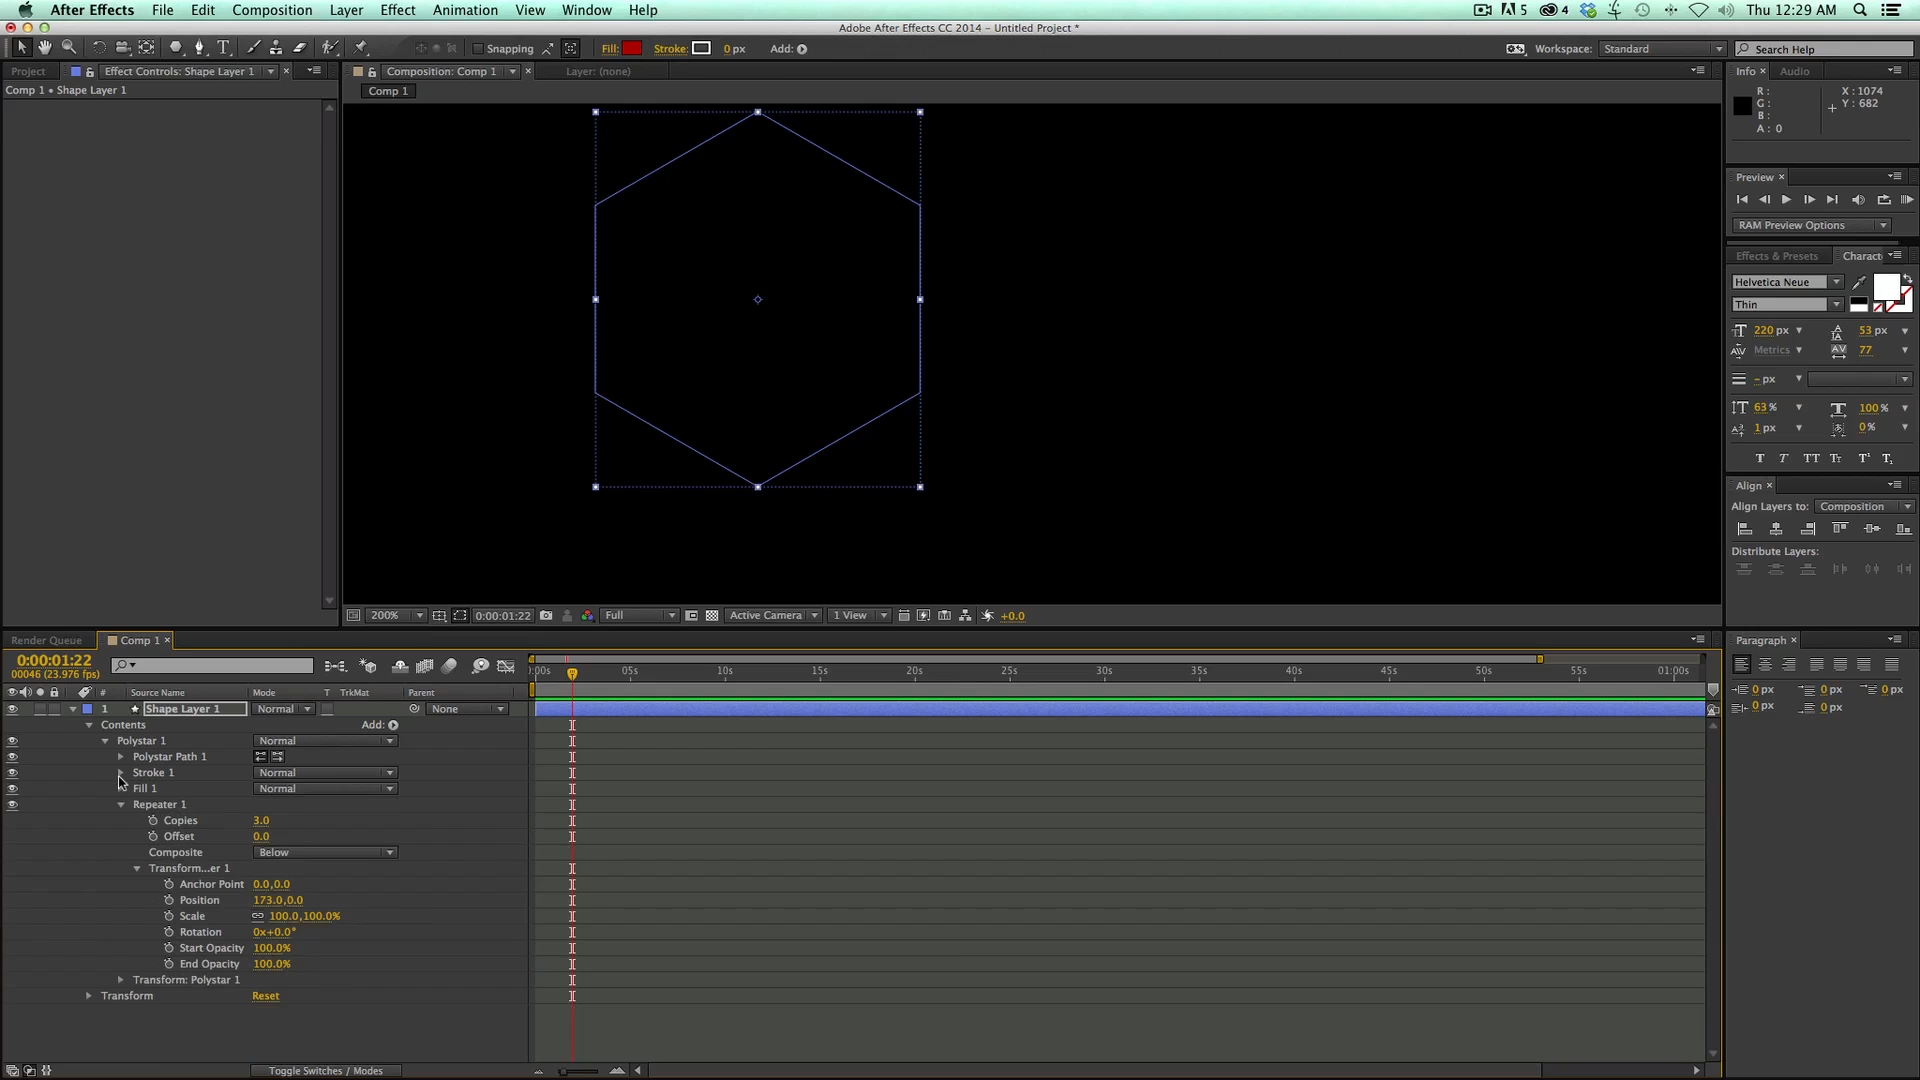 After Effects File Edit Composition Layer Effect Animation View Window Help 5 4 Thu 12:29 AM
Adobe After Effects CC 2014 – Untitled Project *
Snapping Fill: Stroke: 0 px Add: Workspace: Standard Search Help
Project Effect Controls: Shape Layer 1 × Composition: Comp 1 × Layer: (none) Info × Audio
Comp 1 • Shape Layer 1 Comp 1
R : X : 1074
G : Y : 682
B :
A : 0
Preview ×
RAM Preview Options
Effects & Presets Charact
Helvetica Neue
Thin
220 px 53 px
Metrics 77
– px
63 % 100 %
1 px 0 %
T T TT Tt T¹ T₁
Align ×
Align Layers to: Composition
Distribute Layers:
200% 0:00:01:22 Full Active Camera 1 View +0.0
Render Queue Comp 1 × Paragraph ×
0:00:01:22
00046 (23.976 fps)
:00s 05s 10s 15s 20s 25s 30s 35s 40s 45s 50s 55s 01:00s
# Source Name Mode T TrkMat Parent
0 px 0 px 0 px
0 px 0 px
1 Shape Layer 1 Normal None
Contents Add:
Polystar 1 Normal
Polystar Path 1
Stroke 1 Normal
Fill 1 Normal
Repeater 1
Copies 3.0
Offset 0.0
Composite Below
Transform...er 1
Anchor Point 0.0,0.0
Position 173.0,0.0
Scale 100.0,100.0%
Rotation 0x+0.0°
Start Opacity 100.0%
End Opacity 100.0%
Transform: Polystar 1
Transform Reset
Toggle Switches / Modes